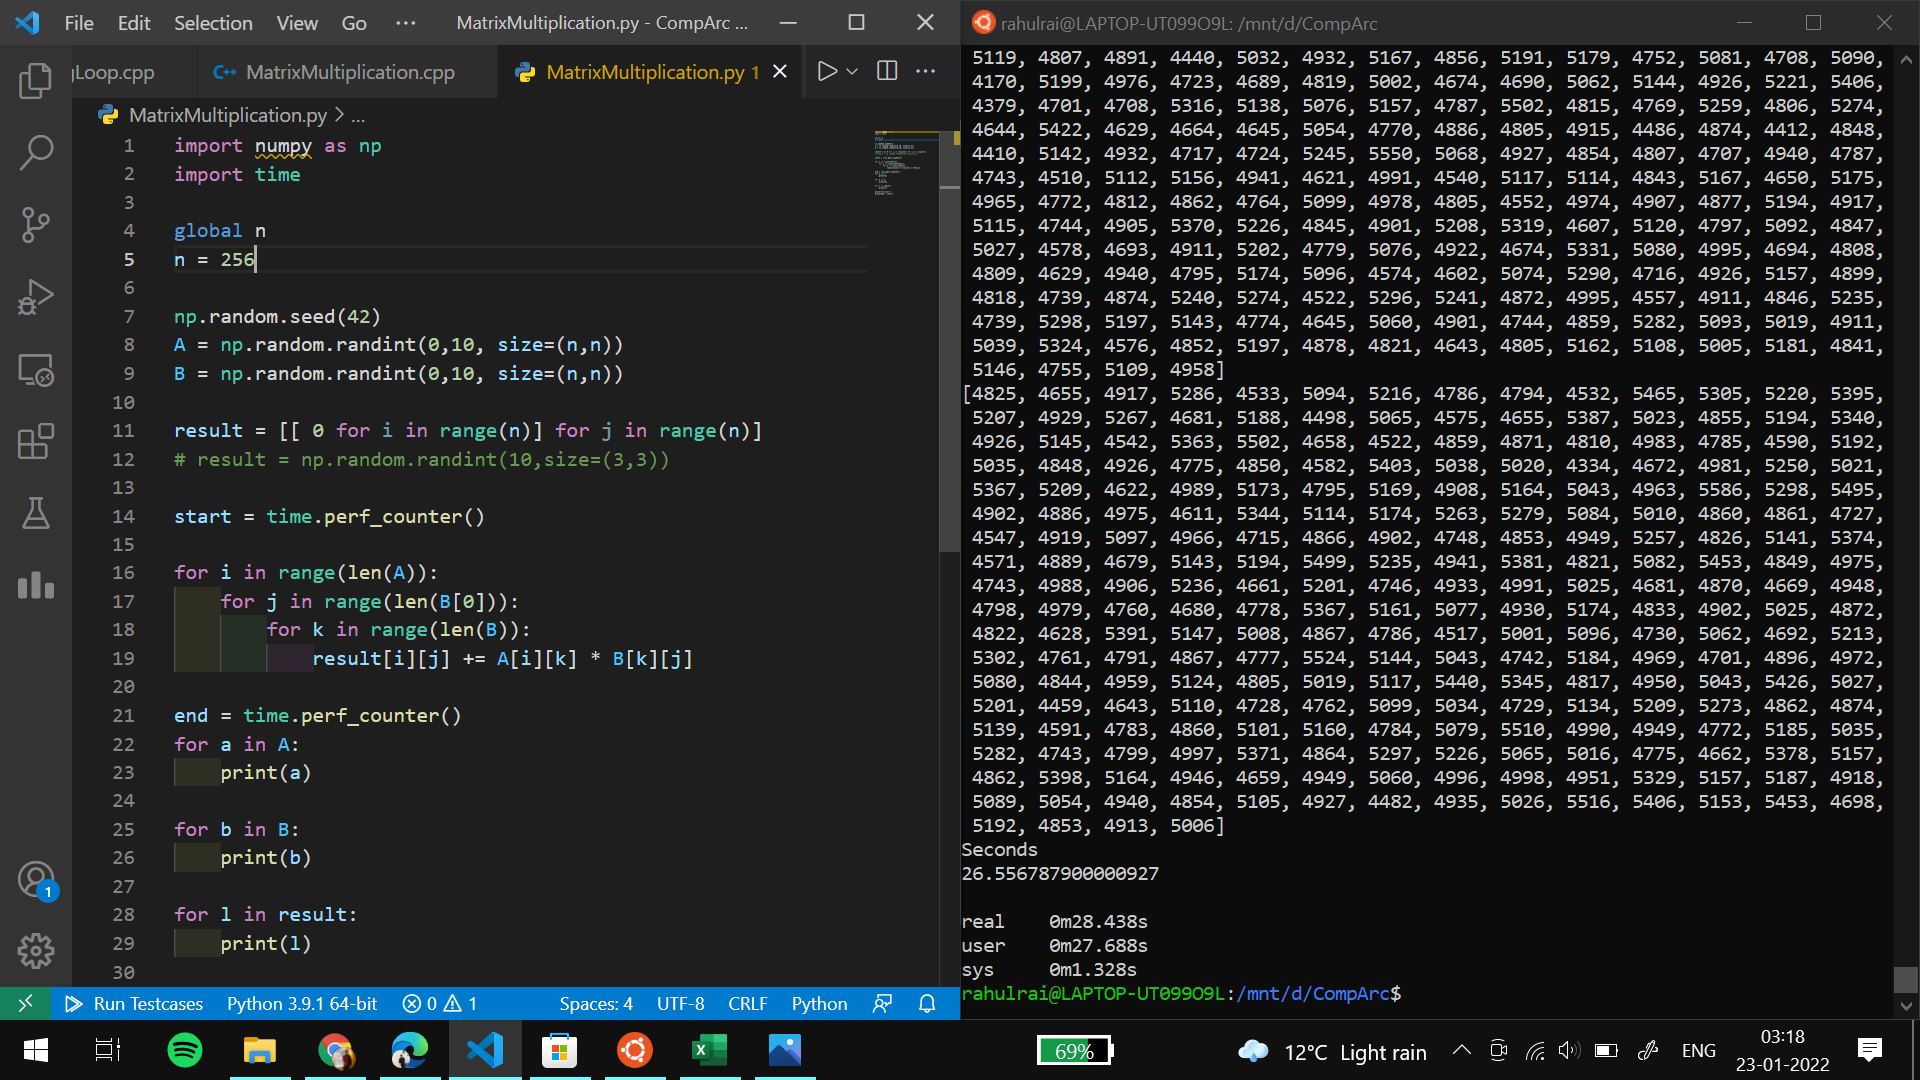 File Edit Selection View Go ··· MatrixMultiplication.py - CompArc ...
gLoop.cpp C++ MatrixMultiplication.cpp MatrixMultiplication.py 1
MatrixMultiplication.py > ...
1 import numpy as np
2 import time
3
4 global n
5 n = 256
6
7 np.random.seed(42)
8 A = np.random.randint(0,10, size=(n,n))
9 B = np.random.randint(0,10, size=(n,n))
10
11 result = [[ 0 for i in range(n)] for j in range(n)]
12 # result = np.random.randint(10,size=(3,3))
13
14 start = time.perf_counter()
15
16 for i in range(len(A)):
17 for j in range(len(B[0])):
18 for k in range(len(B)):
19 result[i][j] += A[i][k] * B[k][j]
20
21 end = time.perf_counter()
22 for a in A:
23 print(a)
24
25 for b in B:
26 print(b)
27
28 for l in result:
29 print(l)
30
Run Testcases Python 3.9.1 64-bit 0 1 Spaces: 4 UTF-8 CRLF Python
rahulrai@LAPTOP-UT099O9L: /mnt/d/CompArc
5119, 4807, 4891, 4440, 5032, 4932, 5167, 4856, 5191, 5179, 4752, 5081, 4708, 5090,
4170, 5199, 4976, 4723, 4689, 4819, 5002, 4674, 4690, 5062, 5144, 4926, 5221, 5406,
4379, 4701, 4708, 5316, 5138, 5076, 5157, 4787, 5502, 4815, 4769, 5259, 4806, 5274,
4644, 5422, 4629, 4664, 4645, 5054, 4770, 4886, 4805, 4915, 4486, 4874, 4412, 4848,
4410, 5142, 4932, 4717, 4724, 5245, 5550, 5068, 4927, 4854, 4807, 4707, 4940, 4787,
4743, 4510, 5112, 5156, 4941, 4621, 4991, 4540, 5117, 5114, 4843, 5167, 4650, 5175,
4965, 4772, 4812, 4862, 4764, 5099, 4978, 4805, 4552, 4974, 4907, 4877, 5194, 4917,
5115, 4744, 4905, 5370, 5226, 4845, 4901, 5208, 5319, 4607, 5120, 4797, 5092, 4847,
5027, 4578, 4693, 4911, 5202, 4779, 5076, 4922, 4674, 5331, 5080, 4995, 4694, 4808,
4809, 4629, 4940, 4795, 5174, 5096, 4574, 4602, 5074, 5290, 4716, 4926, 5157, 4899,
4818, 4739, 4874, 5240, 5274, 4522, 5296, 5241, 4872, 4995, 4557, 4911, 4846, 5235,
4739, 5298, 5197, 5143, 4774, 4645, 5060, 4901, 4744, 4859, 5282, 5093, 5019, 4911,
5039, 5324, 4576, 4852, 5197, 4878, 4821, 4643, 4805, 5162, 5108, 5005, 5181, 4841,
5146, 4755, 5109, 4958]
[4825, 4655, 4917, 5286, 4533, 5094, 5216, 4786, 4794, 4532, 5465, 5305, 5220, 5395,
5207, 4929, 5267, 4681, 5188, 4498, 5065, 4575, 4655, 5387, 5023, 4855, 5194, 5340,
4926, 5145, 4542, 5363, 5502, 4658, 4522, 4859, 4871, 4810, 4983, 4785, 4590, 5192,
5035, 4848, 4926, 4775, 4850, 4582, 5403, 5038, 5020, 4334, 4672, 4981, 5250, 5021,
5367, 5209, 4622, 4989, 5173, 4795, 5169, 4908, 5164, 5043, 4963, 5586, 5298, 5495,
4902, 4886, 4975, 4611, 5344, 5114, 5174, 5263, 5279, 5084, 5010, 4860, 4861, 4727,
4547, 4919, 5097, 4966, 4715, 4866, 4902, 4748, 4853, 4949, 5257, 4826, 5141, 5374,
4571, 4889, 4679, 5143, 5194, 5499, 5235, 4941, 5381, 4821, 5082, 5453, 4849, 4975,
4743, 4988, 4906, 5236, 4661, 5201, 4746, 4933, 4991, 5025, 4681, 4870, 4669, 4948,
4798, 4979, 4760, 4680, 4778, 5367, 5161, 5077, 4930, 5174, 4833, 4902, 5025, 4872,
4822, 4628, 5391, 5147, 5008, 4867, 4786, 4517, 5001, 5096, 4730, 5062, 4692, 5213,
5302, 4761, 4791, 4867, 4777, 5524, 5144, 5043, 4742, 5184, 4969, 4701, 4896, 4972,
5080, 4844, 4959, 5124, 4805, 5019, 5117, 5440, 5345, 4817, 4950, 5043, 5426, 5027,
5201, 4459, 4643, 5110, 4728, 4762, 5099, 5034, 4729, 5134, 5209, 5273, 4862, 4874,
5139, 4591, 4783, 4860, 5101, 5160, 4784, 5079, 5510, 4990, 4949, 4772, 5185, 5035,
5282, 4743, 4799, 4997, 5371, 4864, 5297, 5226, 5065, 5016, 4775, 4662, 5378, 5157,
4862, 5398, 5164, 4946, 4659, 4949, 5060, 4996, 4998, 4951, 5329, 5157, 5187, 4918,
5089, 5054, 4940, 4854, 5105, 4927, 4482, 4935, 5026, 5516, 5406, 5153, 5453, 4698,
5192, 4853, 4913, 5006]
Seconds
26.556787900000927
real 0m28.438s
user 0m27.688s
sys 0m1.328s
rahulrai@LAPTOP-UT099O9L:/mnt/d/CompArc$
1
69% 12°C Light rain ENG 03:18
23-01-2022